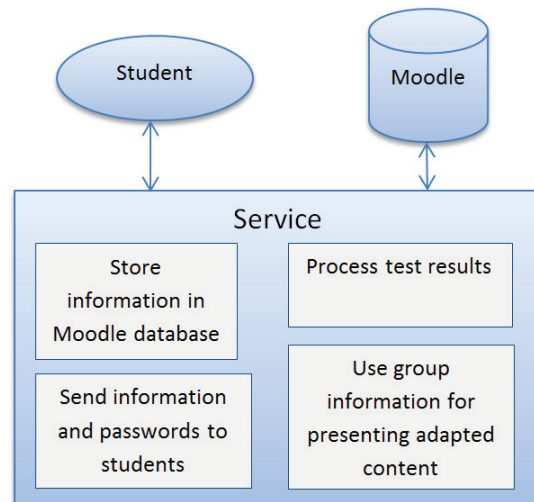 Student
Moodle
Service
Store
information in
Moodle database
Process test results
Send information
and passwords to
students
Use group
information for
presenting adapted
content